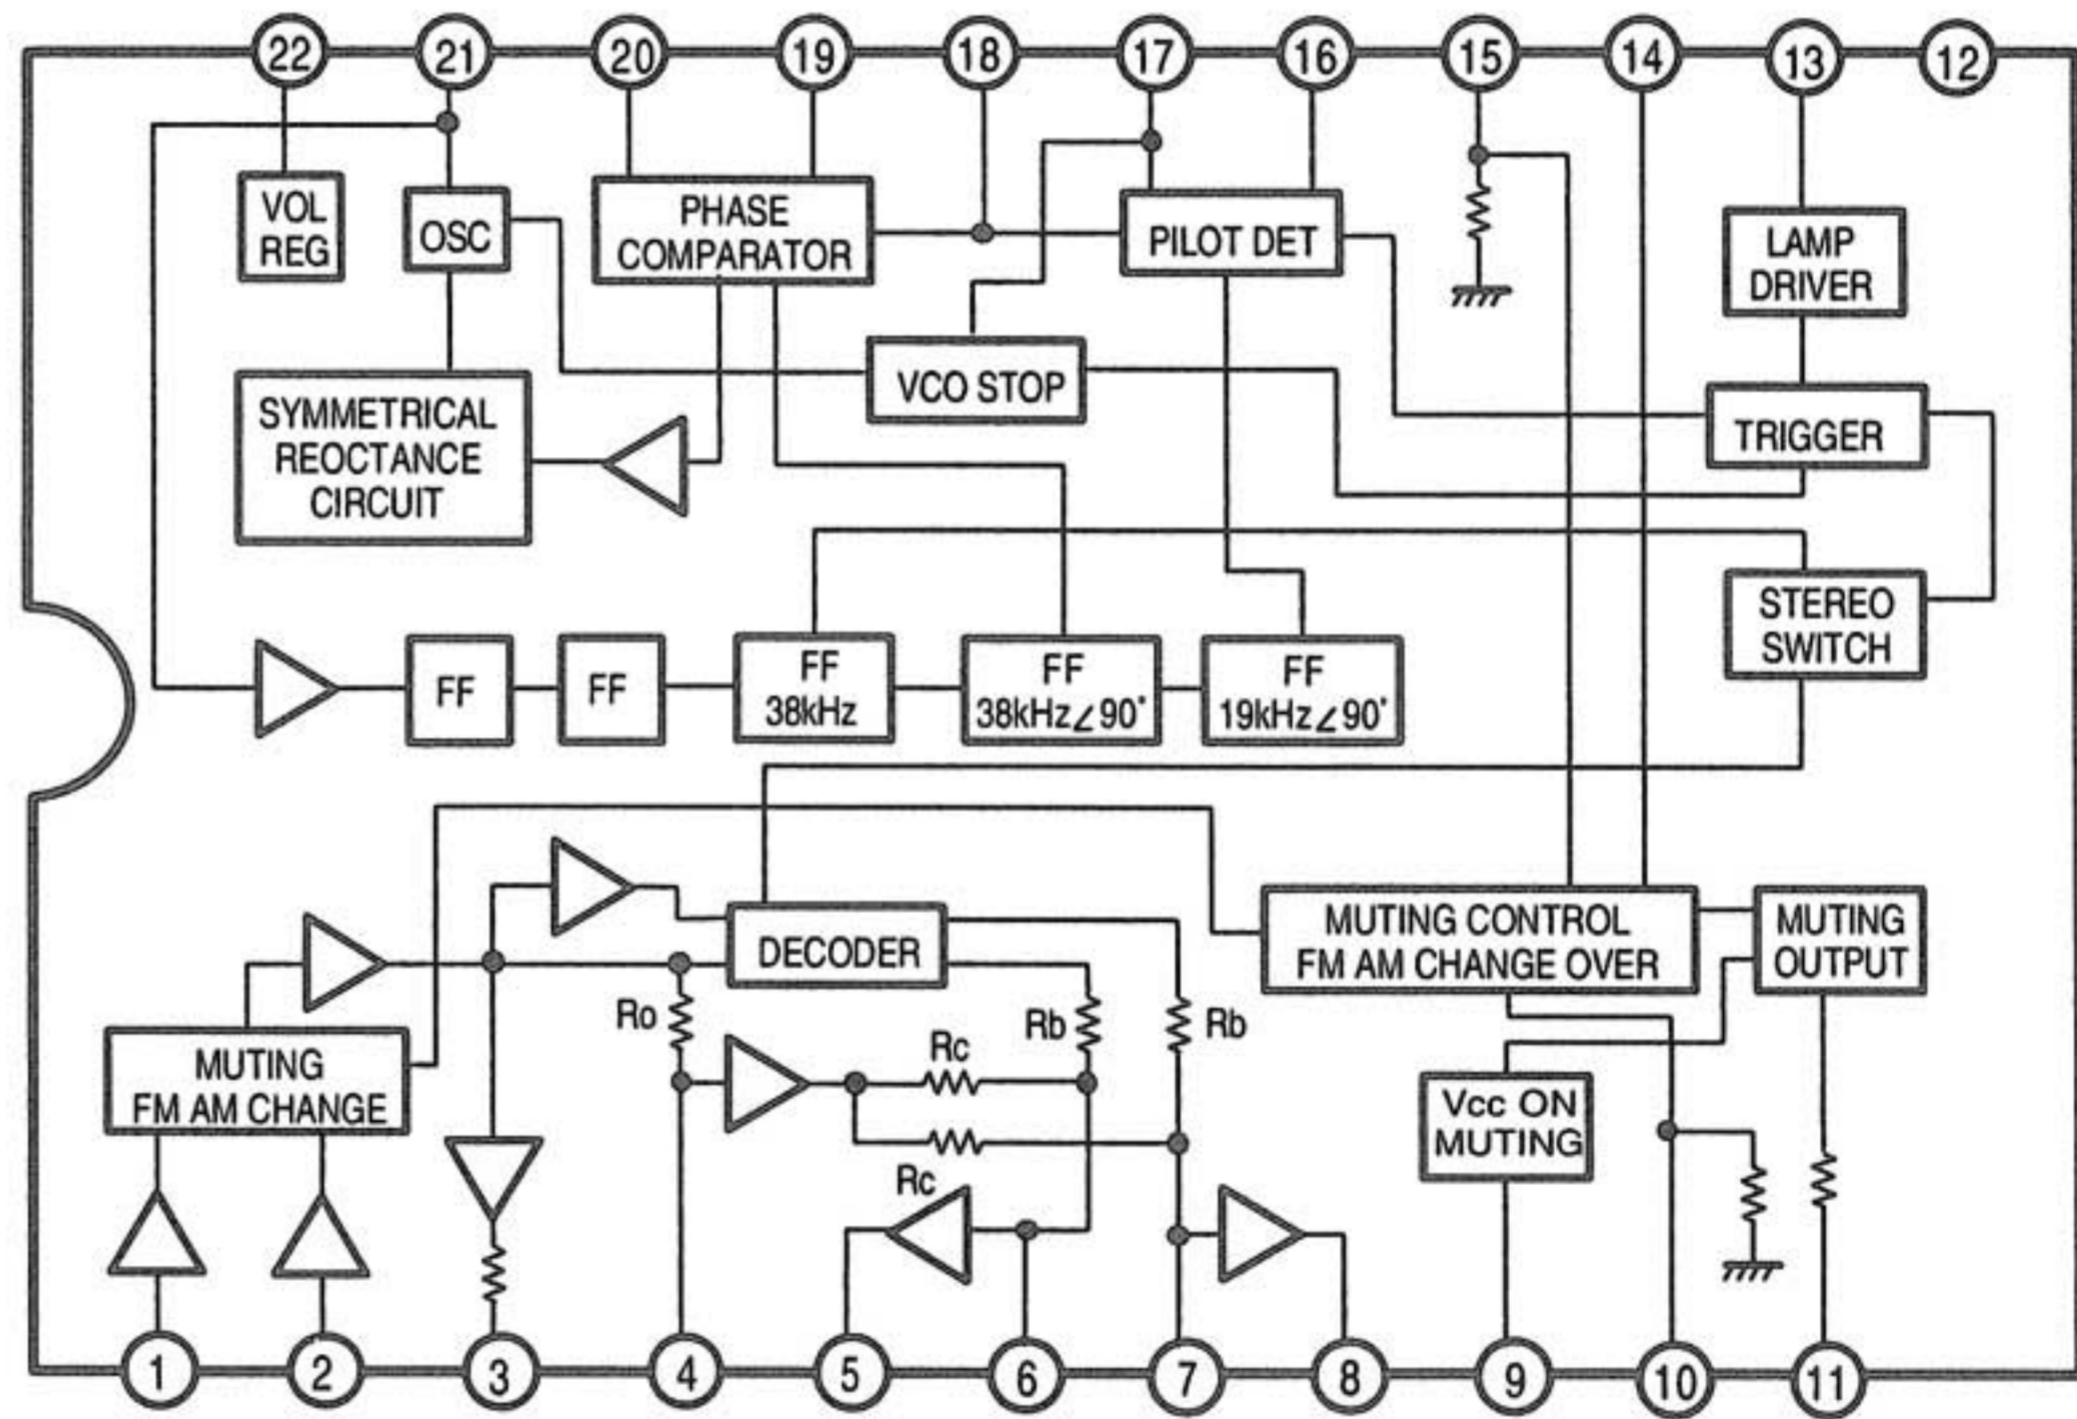 22
21
20
19
18
17
16
15
14
13
12
VOL
REG
OSC
PHASE
COMPARATOR
PILOT DET
LAMP
DRIVER
VCO STOP
SYMMETRICAL
REOCTANCE
CIRCUIT
TRIGGER
STEREO
SWITCH
FF
FF
FF
38kHz
FF
38kHz∠90°
FF
19kHz∠90°
DECODER
MUTING CONTROL
FM AM CHANGE OVER
MUTING
OUTPUT
Ro
Rb
Rb
Rc
Rc
MUTING
FM AM CHANGE
Vcc ON
MUTING
1
2
3
4
5
6
7
8
9
10
11